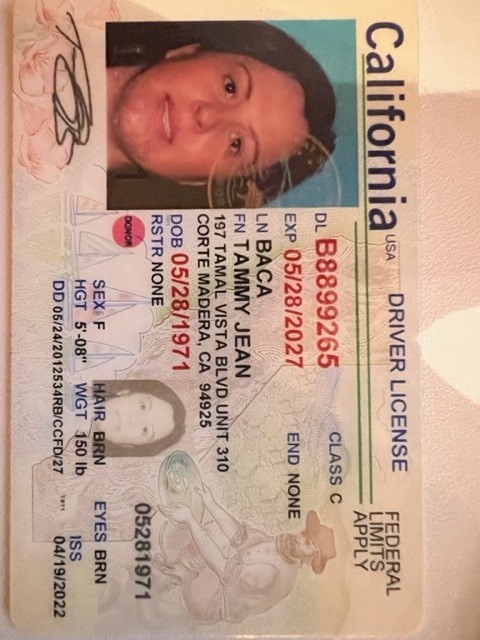 California USA DRIVER LICENSE
FEDERAL
LIMITS
APPLY
DL B8899265
CLASS C
EXP 05/28/2027
END NONE
LN BACA
FN TAMMY JEAN
197 TAMAL VISTA BLVD UNIT 310
CORTE MADERA, CA 94925
DOB 05/28/1971
RSTR NONE
05281971
DONOR
SEX F HAIR BRN EYES BRN
HGT 5'-08" WGT 150 lb
ISS
DD 05/24/2012534RB/CCFD/27
04/19/2022